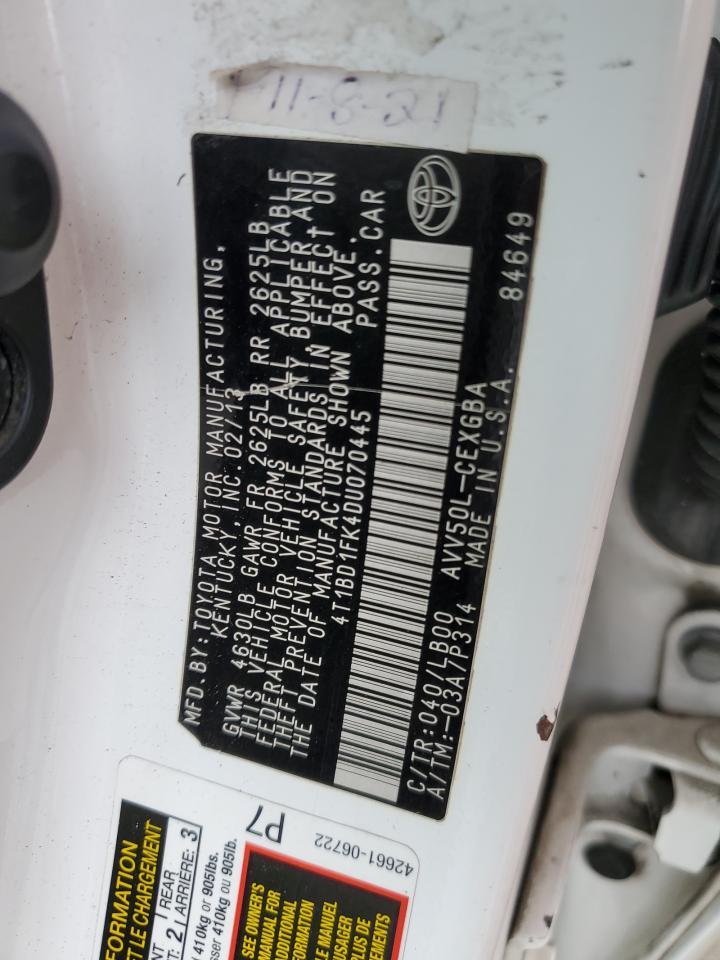 11-8-21
MFD.BY:TOYOTA MOTOR MANUFACTURING,
KENTUCKY, INC.02/13
GVWR 4630LB GAWR FR 2625LB RR 2625LB
THIS VEHICLE CONFORMS TO ALL APPLICABLE
FEDERAL MOTOR VEHICLE SAFETY, BUMPER AND
THEFT PREVENTION STANDARDS IN EFFECT ON
THE DATE OF MANUFACTURE SHOWN ABOVE.
4T1BD1FK4DU070445 PASS.CAR
C/TR:040/LB00 AVV50L-CEXGBA
A/TM:-03A/P314 MADE IN U.S.A. 84649
P7
42661-06722
FORMATION
ET LE CHARGEMENT
NT REAR
T: 2 ARRIÈRE: 3
410kg or 905lbs.
sser 410kg ou 905lb.
SEE OWNER'S
MANUAL FOR
ADDITIONAL
LE MANUEL
PLUS DE